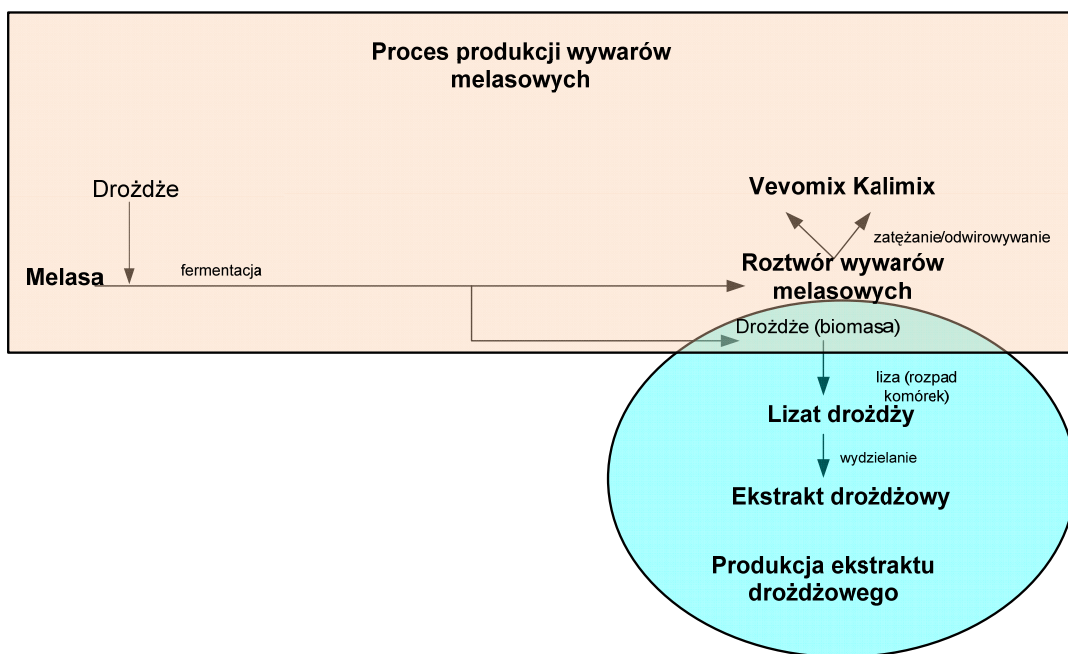 Proces produkcji wywarów
melasowych
Drożdże
Vevomix Kalimix
zatężanie/odwirowywanie
Melasa
fermentacja
Roztwór wywarów
melasowych
Drożdże (biomasa)
liza (rozpad
komórek)
Lizat drożdży
wydzielanie
Ekstrakt drożdżowy
Produkcja ekstraktu
drożdżowego